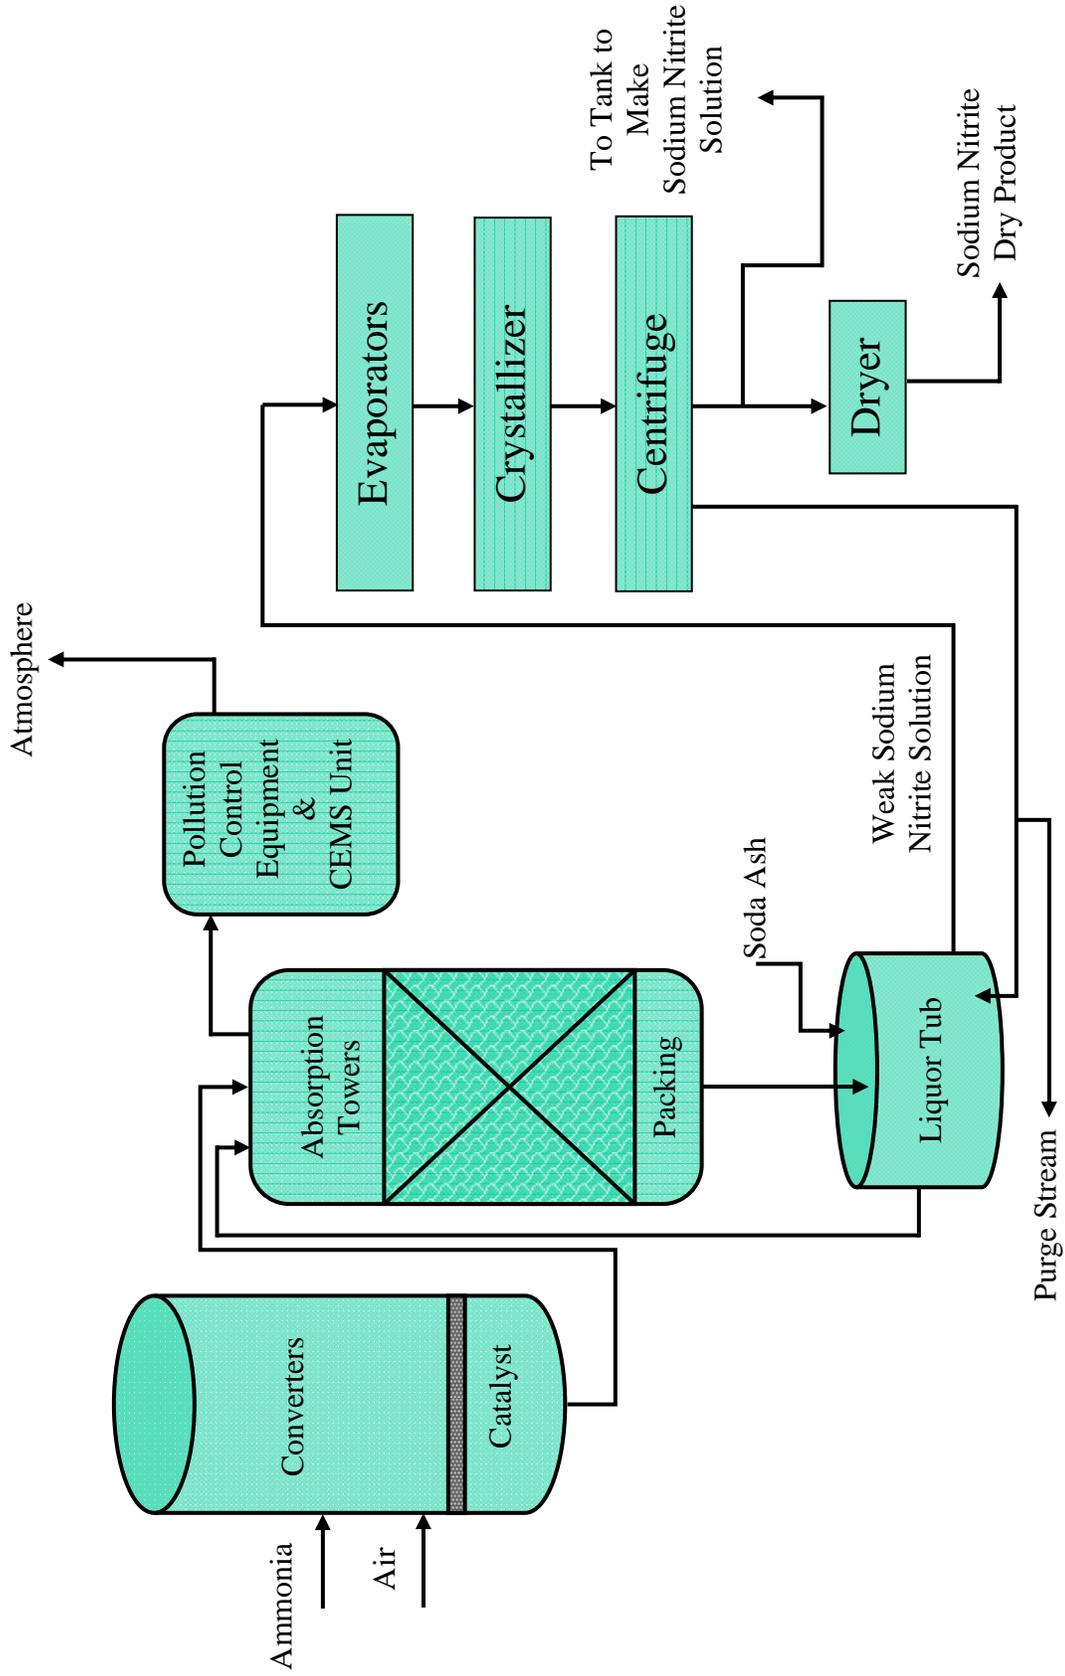 Ammonia
Air
Converters
Catalyst
Absorption
Towers
Packing
Pollution
Control
Equipment
&
CEMS Unit
Atmosphere
Soda Ash
Liquor Tub
Weak Sodium
Nitrite Solution
Purge Stream
Evaporators
Crystallizer
Centrifuge
Dryer
To Tank to
Make
Sodium Nitrite
Solution
Sodium Nitrite
Dry Product